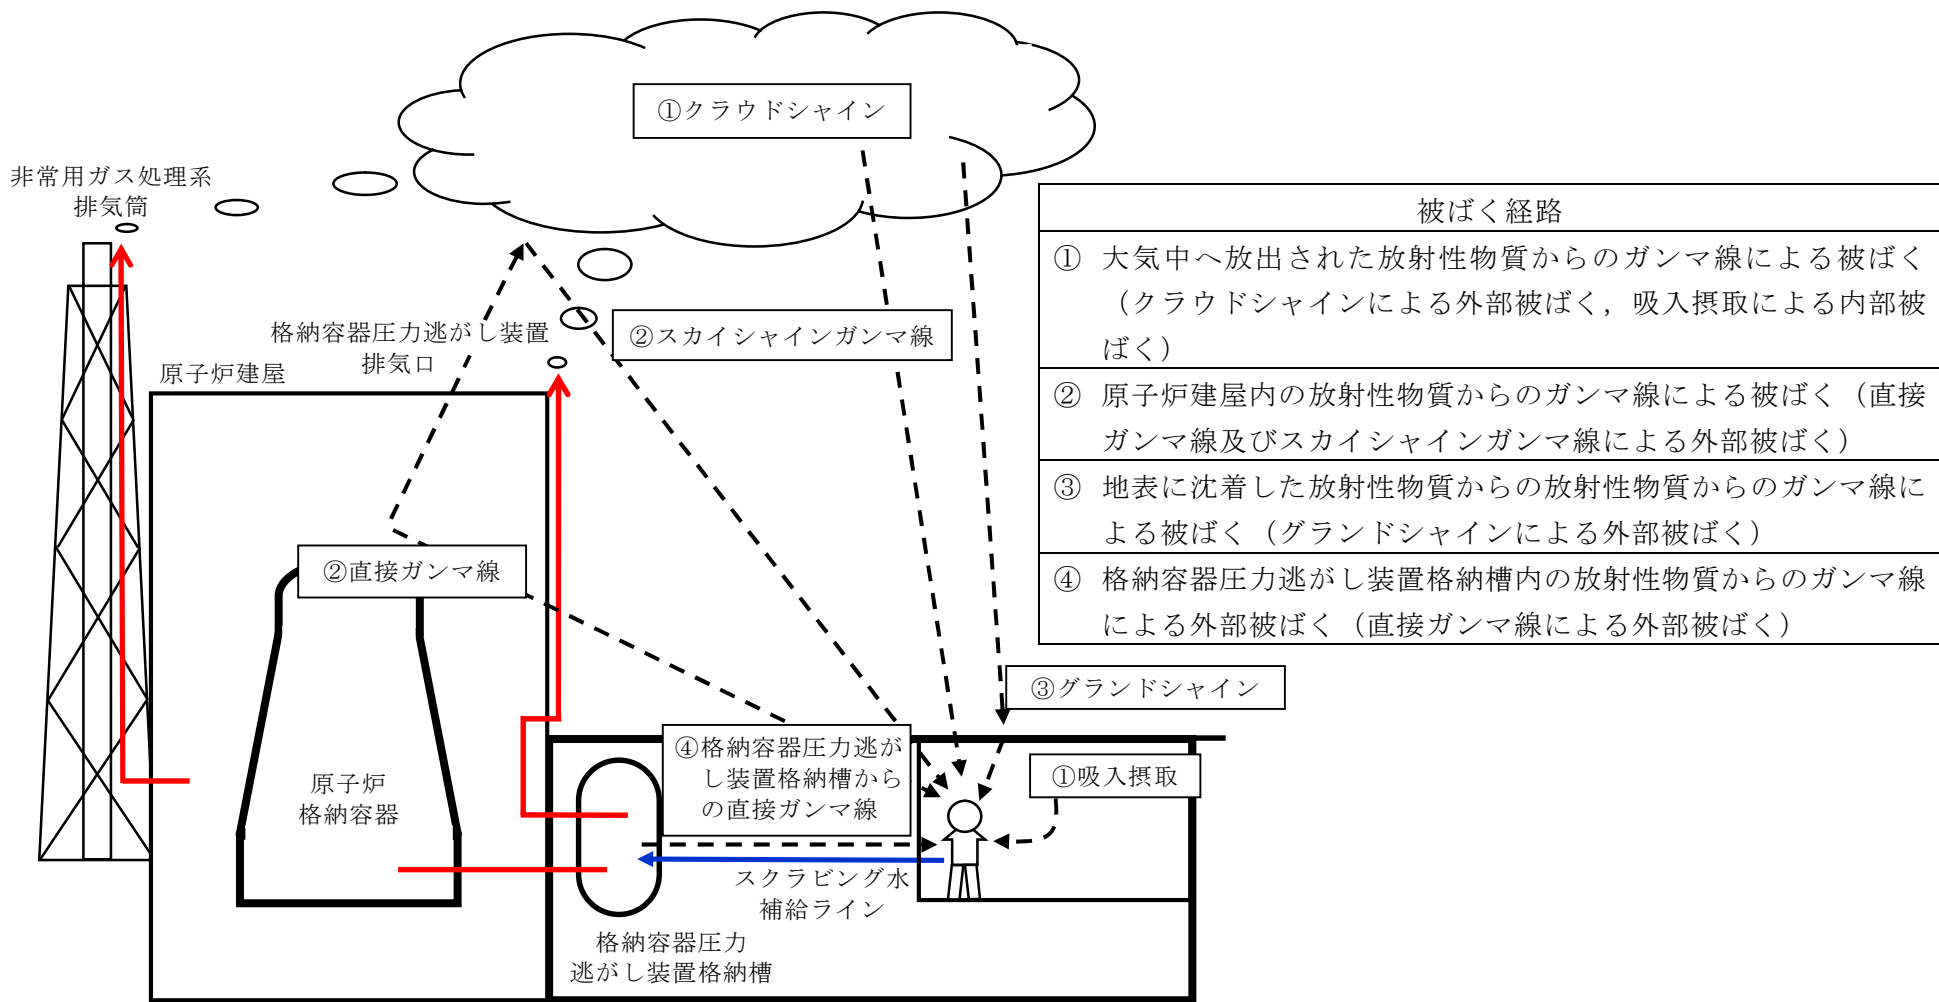 ①クラウドシャイン
非常用ガス処理系
排気筒
格納容器圧力逃がし装置
排気口
②スカイシャインガンマ線
原子炉建屋
②直接ガンマ線
原子炉
格納容器
④格納容器圧力逃が
し装置格納槽から
の直接ガンマ線
③グランドシャイン
①吸入摂取
スクラビング水
補給ライン
格納容器圧力
逃がし装置格納槽
被ばく経路
① 大気中へ放出された放射性物質からのガンマ線による被ばく
（クラウドシャインによる外部被ばく，吸入摂取による内部被
ばく）
② 原子炉建屋内の放射性物質からのガンマ線による被ばく（直接
ガンマ線及びスカイシャインガンマ線による外部被ばく）
③ 地表に沈着した放射性物質からの放射性物質からのガンマ線に
よる被ばく（グランドシャインによる外部被ばく）
④ 格納容器圧力逃がし装置格納槽内の放射性物質からのガンマ線
による外部被ばく（直接ガンマ線による外部被ばく）